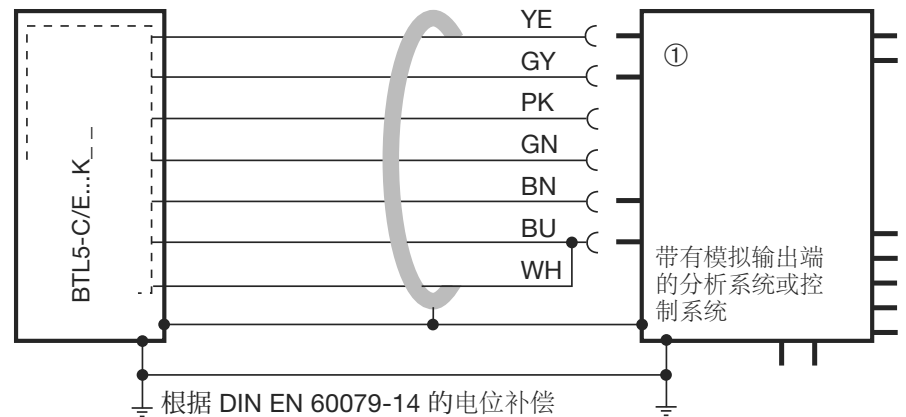 YE
GY
PK
GN
BN
BU
WH
BTL5-C/E...K_ _
①
带有模拟输出端
的分析系统或控
制系统
根据 DIN EN 60079-14 的电位补偿